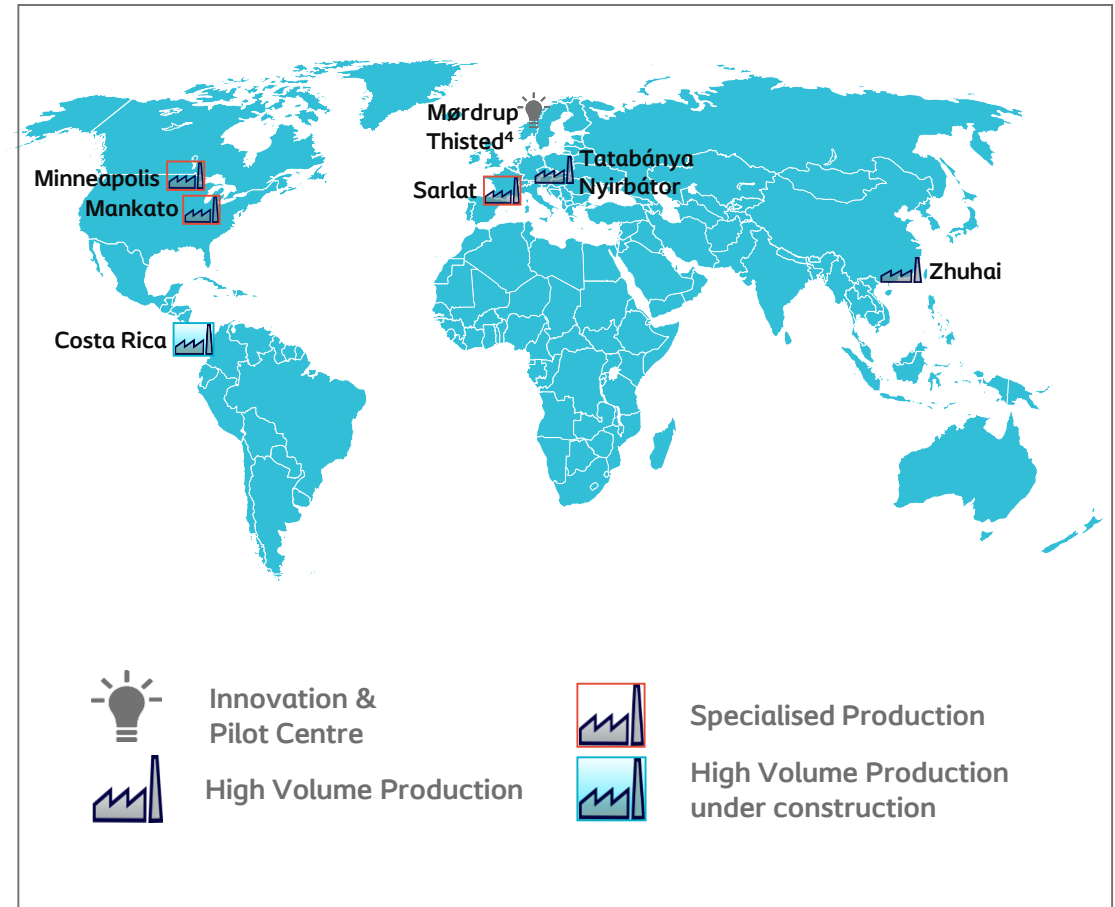 Mørdrup
Thisted⁴
Tatabánya
Nyirbátor
Minneapolis
Sarlat
Mankato
Zhuhai
Costa Rica
Innovation &
Pilot Centre
Specialised Production
High Volume Production
High Volume Production
under construction